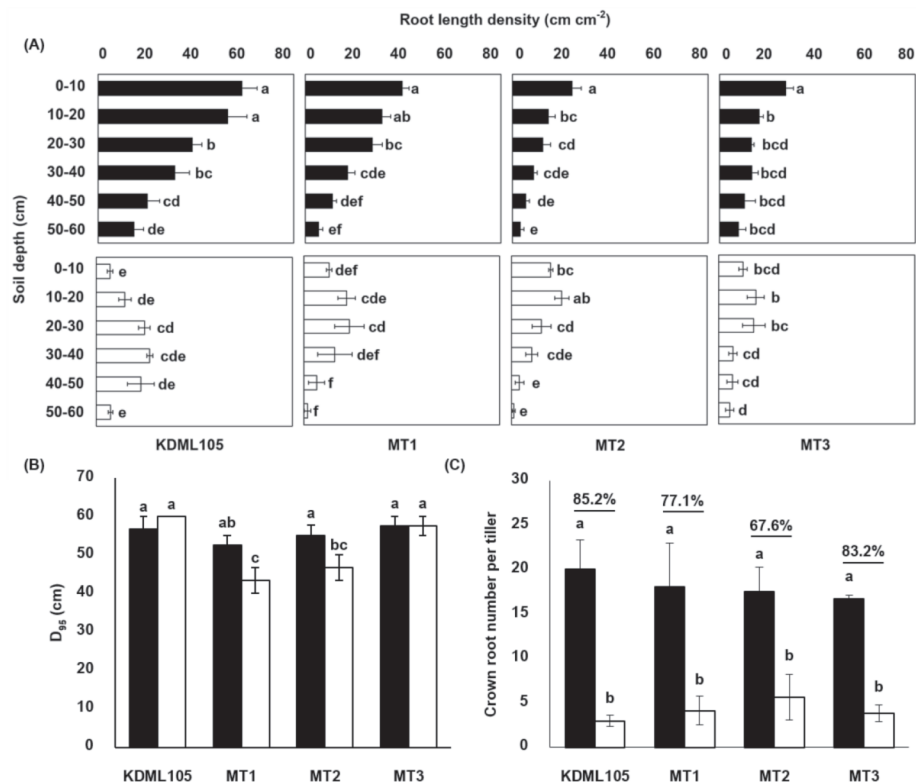 Root length density (cm cm-2)
(A)
0 20 40 60 80 0 20 40 60 80 0 20 40 60 80 0 20 40 60 80
Soil depth (cm)
0-10 a a a a
10-20 a ab bc b
20-30 b bc cd bcd
30-40 bc cde cde bcd
40-50 cd def de bcd
50-60 de ef e bcd
0-10 e def bc bcd
10-20 de cde ab b
20-30 cd cd cd bc
30-40 cde def cde cd
40-50 de f e cd
50-60 e f e d
KDML105 MT1 MT2 MT3
(B)
D95 (cm)
70
60
50
40
30
20
10
0
a a ab c a bc a a
KDML105 MT1 MT2 MT3
(C)
Crown root number per tiller
30
25
20
15
10
5
0
85.2% 77.1% 67.6% 83.2%
a b a b a b a b
KDML105 MT1 MT2 MT3